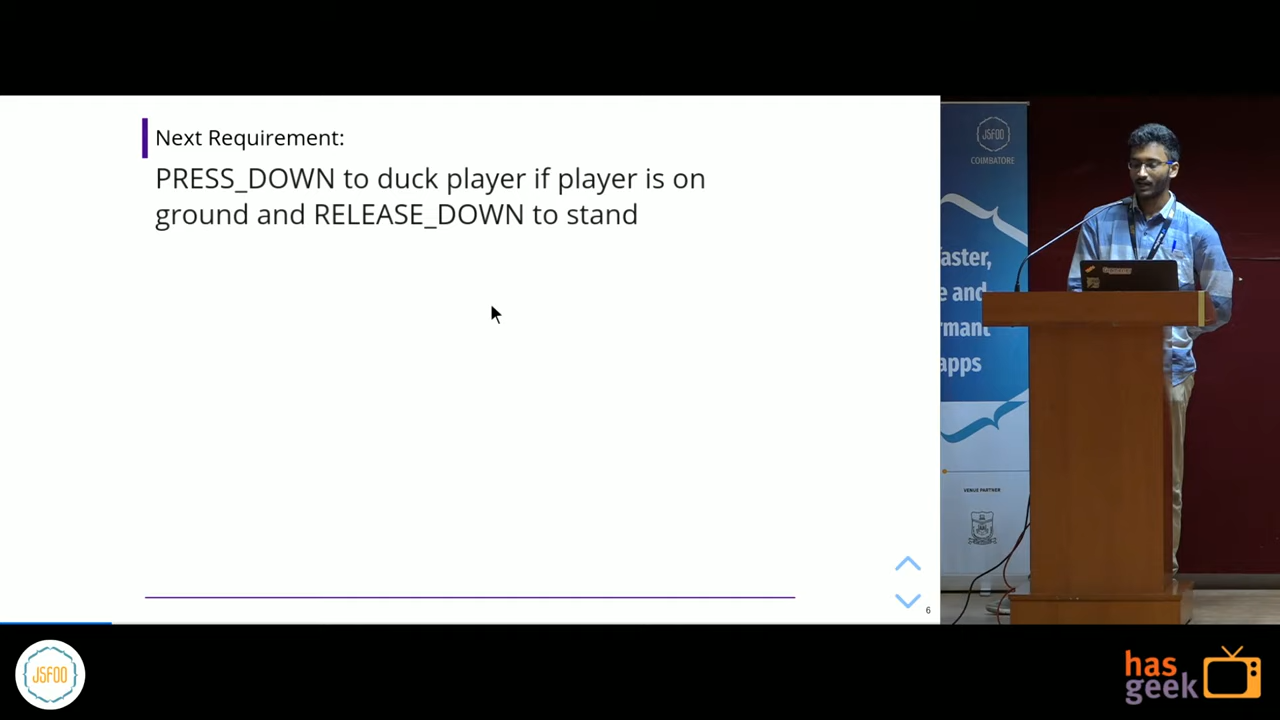 Next Requirement:
PRESS_DOWN to duck player if player is on
ground and RELEASE_DOWN to stand
6
JSFOO
COIMBATORE
faster,
e and
rmant
apps
VENUE PARTNER
JSFOO
has
geek